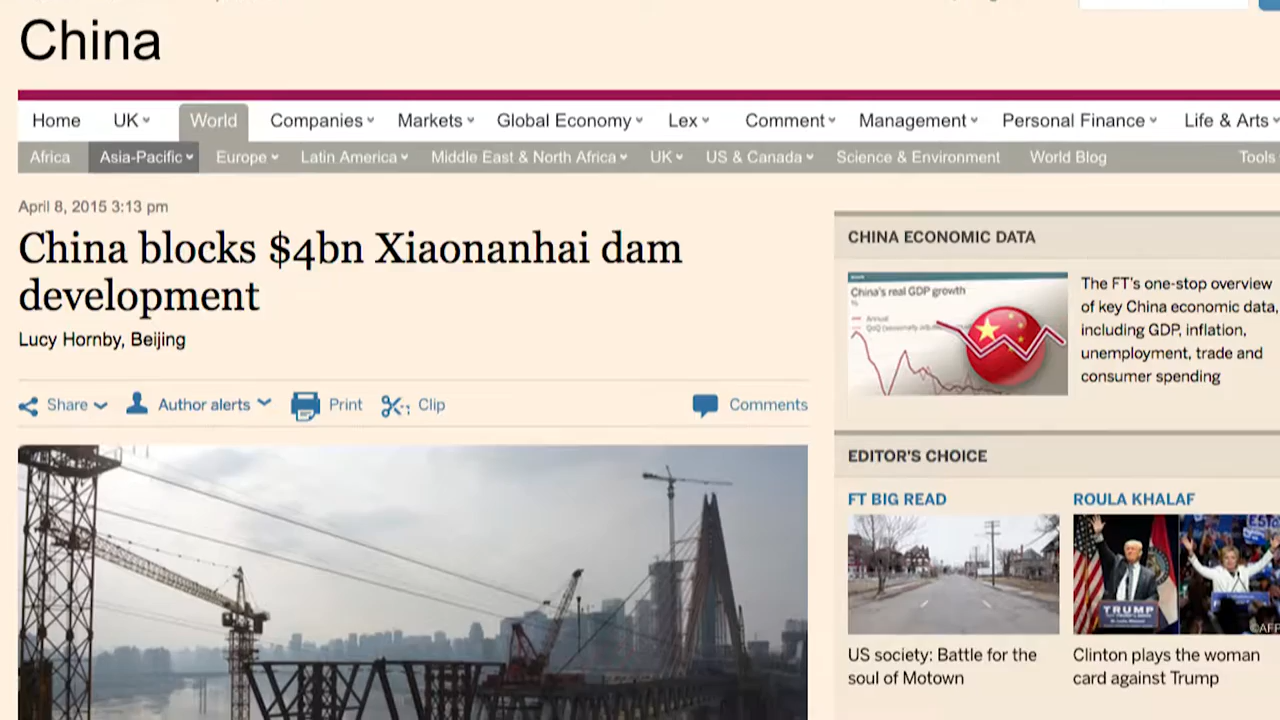 China
Home UK World Companies Markets Global Economy Lex Comment Management Personal Finance Life & Arts
Africa Asia-Pacific Europe Latin America Middle East & North Africa UK US & Canada Science & Environment World Blog Tools
April 8, 2015 3:13 pm
China blocks $4bn Xiaonanhai dam
development
Lucy Hornby, Beijing
Share Author alerts Print Clip Comments
CHINA ECONOMIC DATA
China's real GDP growth
%
Annual
The FT's one-stop overview
of key China economic data,
including GDP, inflation,
unemployment, trade and
consumer spending
EDITOR'S CHOICE
FT BIG READ
US society: Battle for the
soul of Motown
ROULA KHALAF
TRUMP
©AFP
Clinton plays the woman
card against Trump